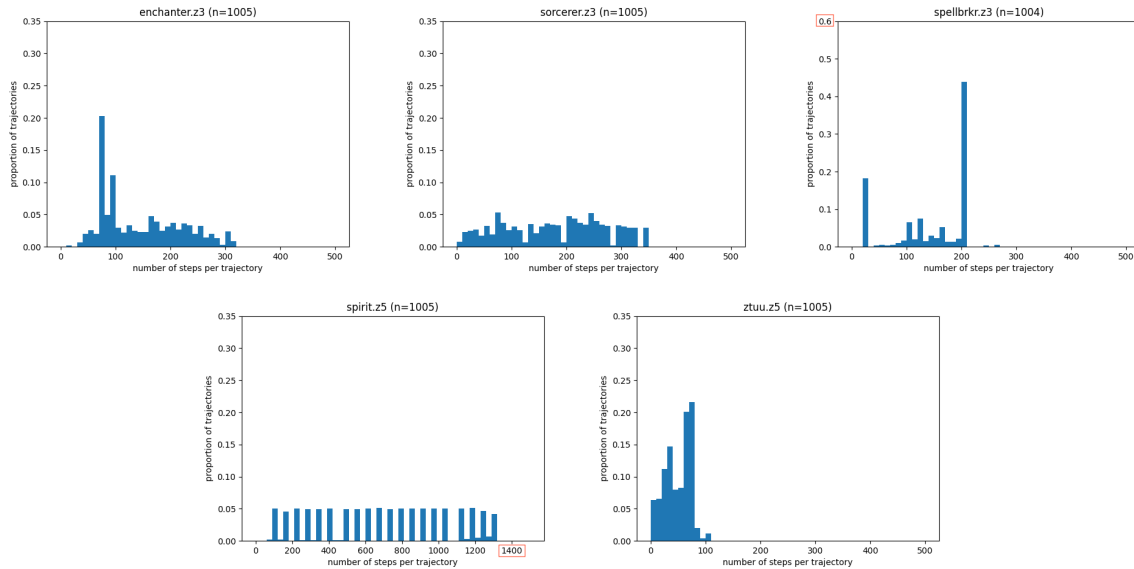 enchanter.z3 (n=1005)
proportion of trajectories
0.35
0.30
0.25
0.20
0.15
0.10
0.05
0.00
0 100 200 300 400 500
number of steps per trajectory
sorcerer.z3 (n=1005)
proportion of trajectories
0.35
0.30
0.25
0.20
0.15
0.10
0.05
0.00
0 100 200 300 400 500
number of steps per trajectory
spellbrkr.z3 (n=1004)
proportion of trajectories
0.6
0.5
0.4
0.3
0.2
0.1
0.0
0 100 200 300 400 500
number of steps per trajectory
spirit.z5 (n=1005)
proportion of trajectories
0.35
0.30
0.25
0.20
0.15
0.10
0.05
0.00
0 200 400 600 800 1000 1200 1400
number of steps per trajectory
ztuu.z5 (n=1005)
proportion of trajectories
0.35
0.30
0.25
0.20
0.15
0.10
0.05
0.00
0 100 200 300 400 500
number of steps per trajectory